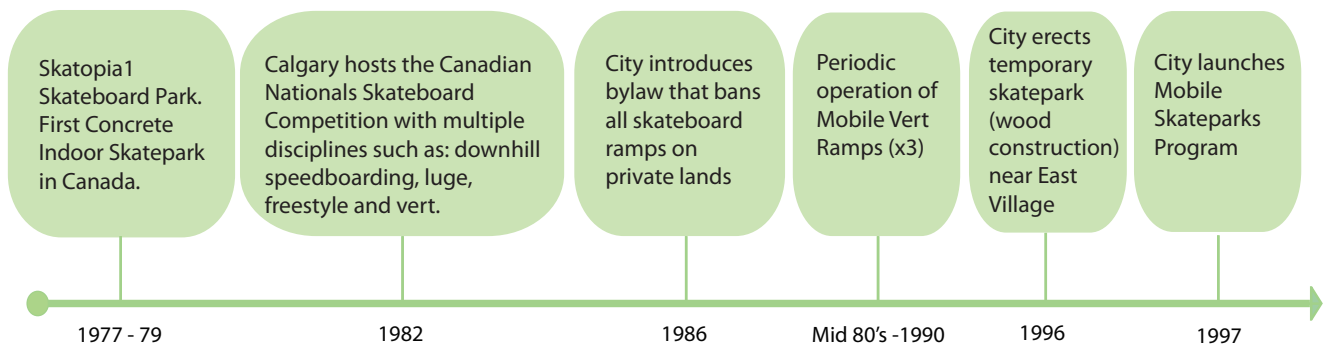 Skatopia1
Skateboard Park.
First Concrete
Indoor Skatepark
in Canada.
Calgary hosts the Canadian
Nationals Skateboard
Competition with multiple
disciplines such as: downhill
speedboarding, luge,
freestyle and vert.
City introduces
bylaw that bans
all skateboard
ramps on
private lands
Periodic
operation of
Mobile Vert
Ramps (x3)
City erects
temporary
skatepark
(wood
construction)
near East
Village
City launches
Mobile
Skateparks
Program
1977 - 79
1982
1986
Mid 80's -1990
1996
1997